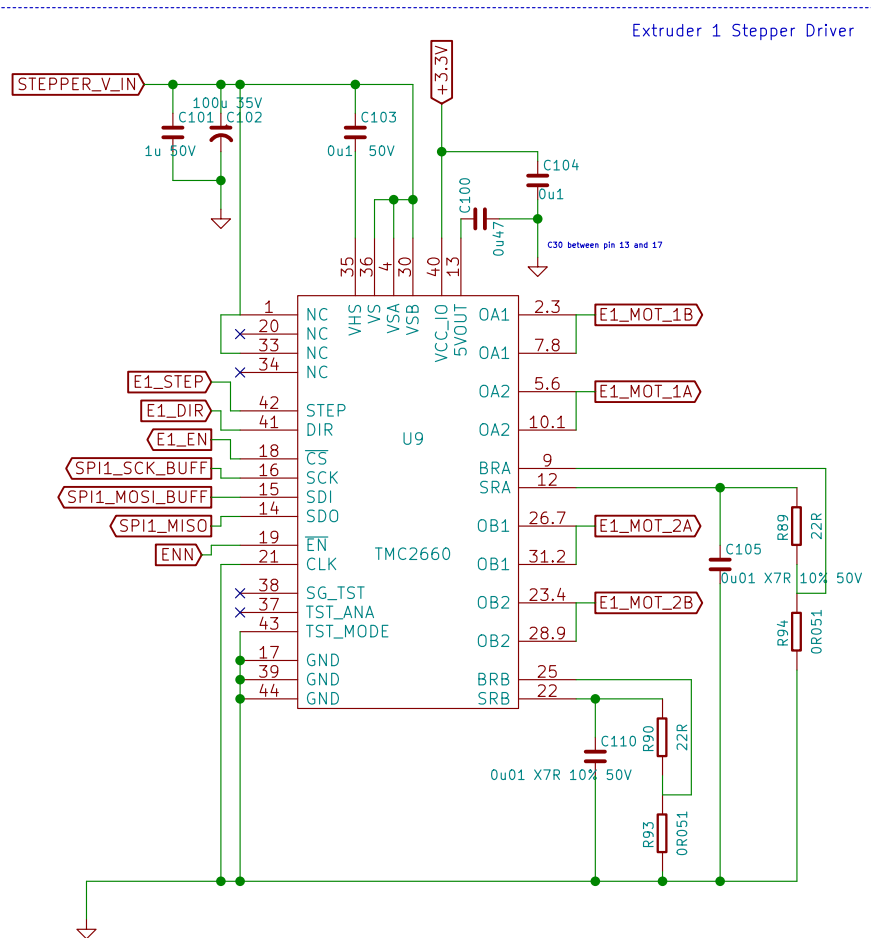 Extruder 1 Stepper Driver
STEPPER_V_IN
+3.3V
100u 35V
C101
C102
1u 50V
C103
0u1 50V
C104
0u1
C100
0u47
C30 between pin 13 and 17
35
36
4
30
40
13
VHS
VS
VSA
VSB
VCC_IO
5VOUT
1 NC
20 NC
33 NC
34 NC
E1_STEP 42 STEP
E1_DIR 41 DIR
E1_EN 18 CS
SPI1_SCK_BUFF 16 SCK
SPI1_MOSI_BUFF 15 SDI
SPI1_MISO 14 SDO
ENN 19 EN
21 CLK
38 SG_TST
37 TST_ANA
43 TST_MODE
17 GND
39 GND
44 GND
U9
TMC2660
OA1 2.3 E1_MOT_1B
OA1 7.8
OA2 5.6 E1_MOT_1A
OA2 10.1
BRA 9
SRA 12
OB1 26.7 E1_MOT_2A
OB1 31.2
OB2 23.4 E1_MOT_2B
OB2 28.9
BRB 25
SRB 22
R89
22R
C105
0u01 X7R 10% 50V
R94
0R051
C110
0u01 X7R 10% 50V
R90
22R
R93
0R051